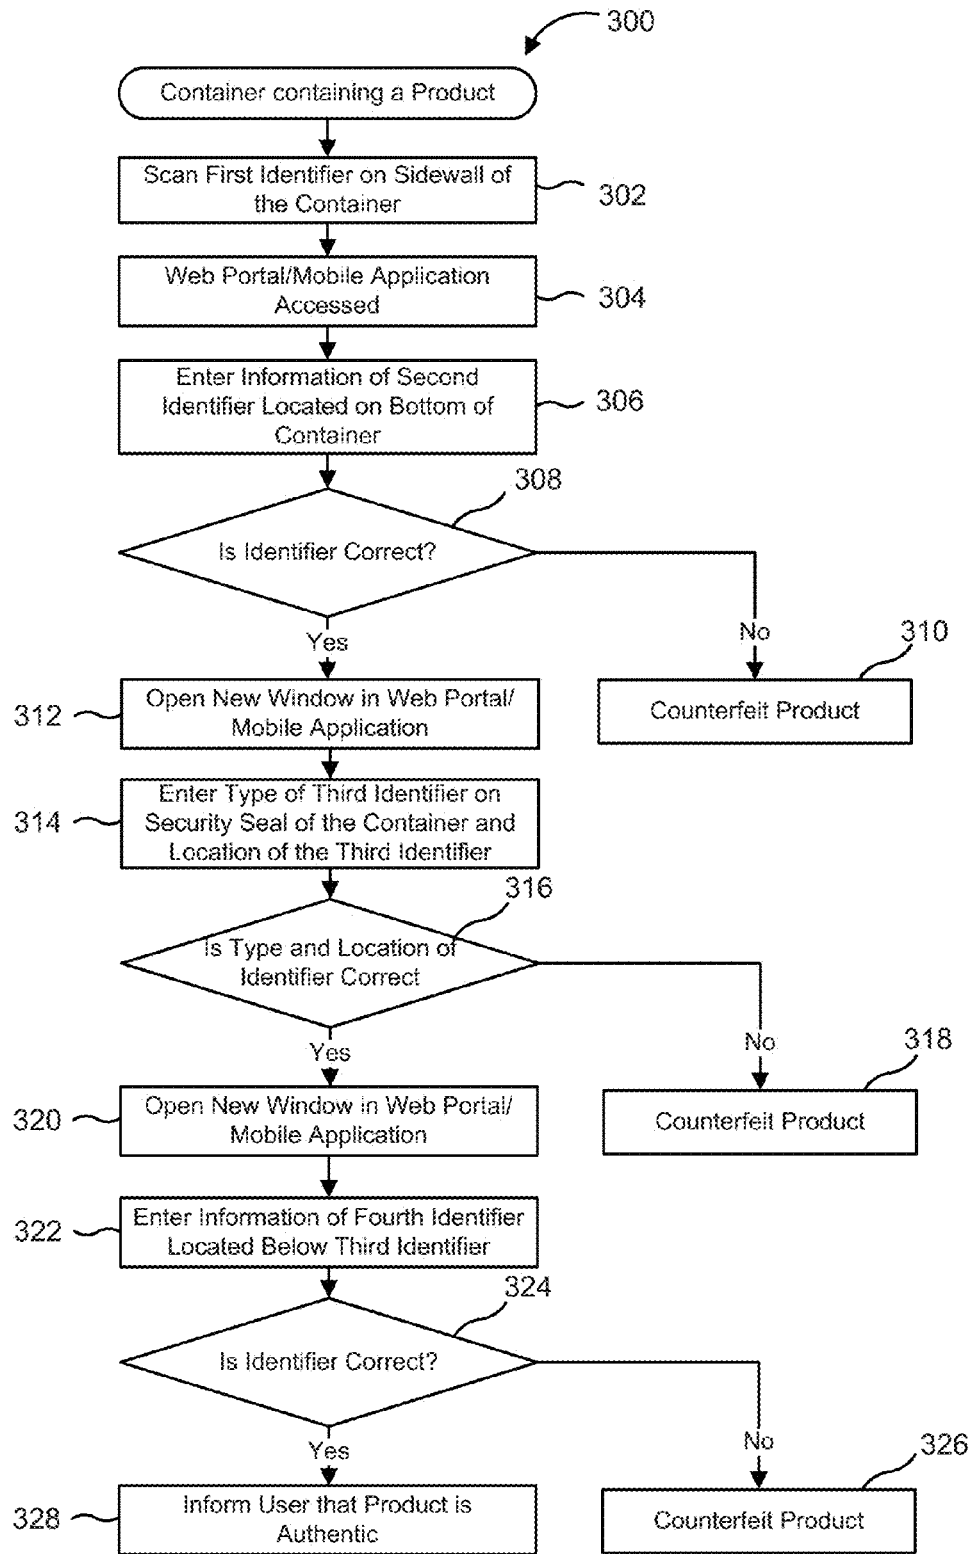 300
Container containing a Product
Scan First Identifier on Sidewall of
the Container
302
Web Portal/Mobile Application
Accessed
304
Enter Information of Second
Identifier Located on Bottom of
Container
306
308
Is Identifier Correct?
Yes
No
310
312
Open New Window in Web Portal/
Mobile Application
Counterfeit Product
314
Enter Type of Third Identifier on
Security Seal of the Container and
Location of the Third Identifier
316
Is Type and Location of
Identifier Correct
Yes
No
318
320
Open New Window in Web Portal/
Mobile Application
Counterfeit Product
322
Enter Information of Fourth Identifier
Located Below Third Identifier
324
Is Identifier Correct?
Yes
No
326
328
Inform User that Product is
Authentic
Counterfeit Product